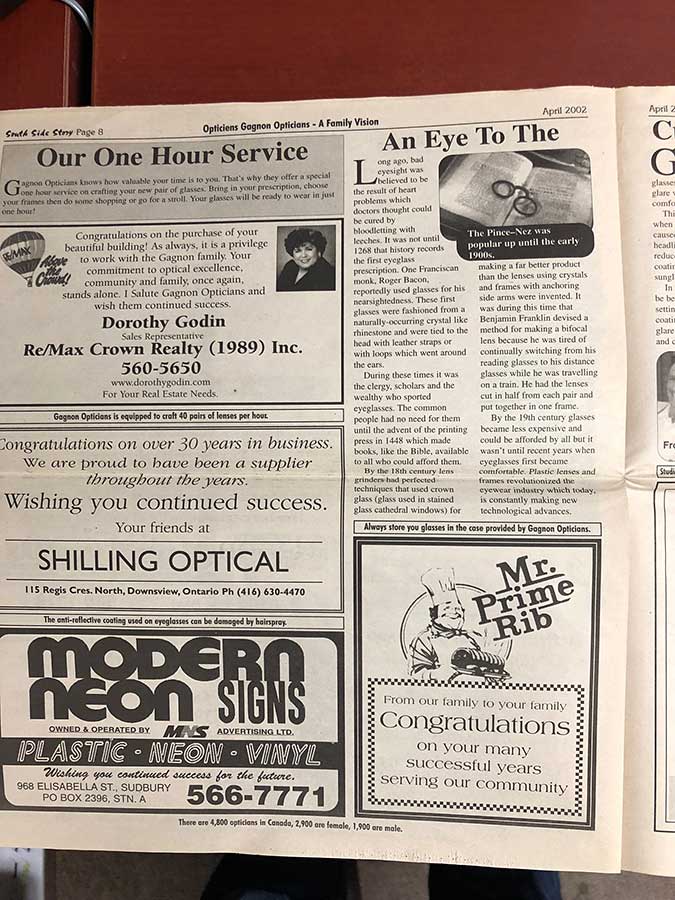 South Side Story Page 8
Opticiens Gagnon Opticians - A Family Vision
April 2002
Our One Hour Service
Gagnon Opticians knows how valuable your time is to you. That's why they offer a special
one hour service on crafting your new pair of glasses. Bring in your prescription, choose
your frames then do some shopping or go for a stroll. Your glasses will be ready to wear in just
one hour!
RE/MAX
Above
the
Crowd!
Congratulations on the purchase of your
beautiful building! As always, it is a privilege
to work with the Gagnon family. Your
commitment to optical excellence,
community and family, once again,
stands alone. I Salute Gagnon Opticians and
wish them continued success.
Dorothy Godin
Sales Representative
Re/Max Crown Realty (1989) Inc.
560-5650
www.dorothygodin.com
For Your Real Estate Needs.
Gagnon Opticians is equipped to craft 40 pairs of lenses per hour.
Congratulations on over 30 years in business.
We are proud to have been a supplier
throughout the years.
Wishing you continued success.
Your friends at
SHILLING OPTICAL
115 Regis Cres. North, Downsview, Ontario Ph (416) 630-4470
The anti-reflective coating used on eyeglasses can be damaged by hairspray.
MODERN
NEON SIGNS
OWNED & OPERATED BY MNS ADVERTISING LTD.
PLASTIC - NEON - VINYL
Wishing you continued success for the future.
968 ELISABELLA ST., SUDBURY
PO BOX 2396, STN. A
566-7771
An Eye To The
Long ago, bad
eyesight was
believed to be
the result of heart
problems which
doctors thought could
be cured by
bloodletting with
leeches. It was not until
1268 that history records
the first eyeglass
prescription. One Franciscan
monk, Roger Bacon,
reportedly used glasses for his
nearsightedness. These first
glasses were fashioned from a
naturally-occurring crystal like
rhinestone and were tied to the
head with leather straps or
with loops which went around
the ears.
During these times it was
the clergy, scholars and the
wealthy who sported
eyeglasses. The common
people had no need for them
until the advent of the printing
press in 1448 which made
books, like the Bible, available
to all who could afford them.
By the 18th century lens
grinders had perfected
techniques that used crown
glass (glass used in stained
glass cathedral windows) for
The Pince-Nez was
popular up until the early
1900s.
making a far better product
than the lenses using crystals
and frames with anchoring
side arms were invented. It
was during this time that
Benjamin Franklin devised a
method for making a bifocal
lens because he was tired of
continually switching from his
reading glasses to his distance
glasses while he was travelling
on a train. He had the lenses
cut in half from each pair and
put together in one frame.
By the 19th century glasses
became less expensive and
could be afforded by all but it
wasn't until recent years when
eyeglasses first became
comfortable. Plastic lenses and
frames revolutionized the
eyewear industry which today,
is constantly making new
technological advances.
Always store you glasses in the case provided by Gagnon Opticians.
Mr.
Prime
Rib
From our family to your family
Congratulations
on your many
successful years
serving our community
There are 4,800 opticians in Canada, 2,900 are female, 1,900 are male.
April
glasses
glare
Thi
when
cause
reduc
In
be be
glare
and c